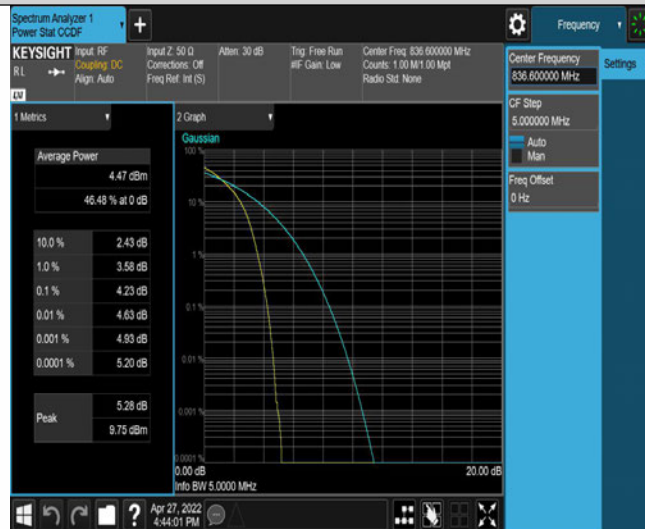 Spectrum Analyzer 1
Power Stat CCDF
+
Frequency
KEYSIGHT
RL
LXI
Input: RF
Coupling: DC
Align: Auto
Input Z: 50 Ω
Corrections: Off
Freq Ref: Int (S)
Atten: 30 dB
Trig: Free Run
#IF Gain: Low
Center Freq: 836.600000 MHz
Counts: 1.00 M/1.00 Mpt
Radio Std: None
Center Frequency
836.600000 MHz
Settings
CF Step
5.000000 MHz
Auto
Man
Freq Offset
0 Hz
1 Metrics
Average Power
4.47 dBm
46.48 % at 0 dB
10.0 % 2.43 dB
1.0 % 3.58 dB
0.1 % 4.23 dB
0.01 % 4.63 dB
0.001 % 4.93 dB
0.0001 % 5.20 dB
Peak
5.28 dB
9.75 dBm
2 Graph
Gaussian
100 %
10 %
1 %
0.1 %
0.01 %
0.001 %
0.0001 %
0.00 dB 20.00 dB
Info BW 5.0000 MHz
?
Apr 27, 2022
4:44:01 PM